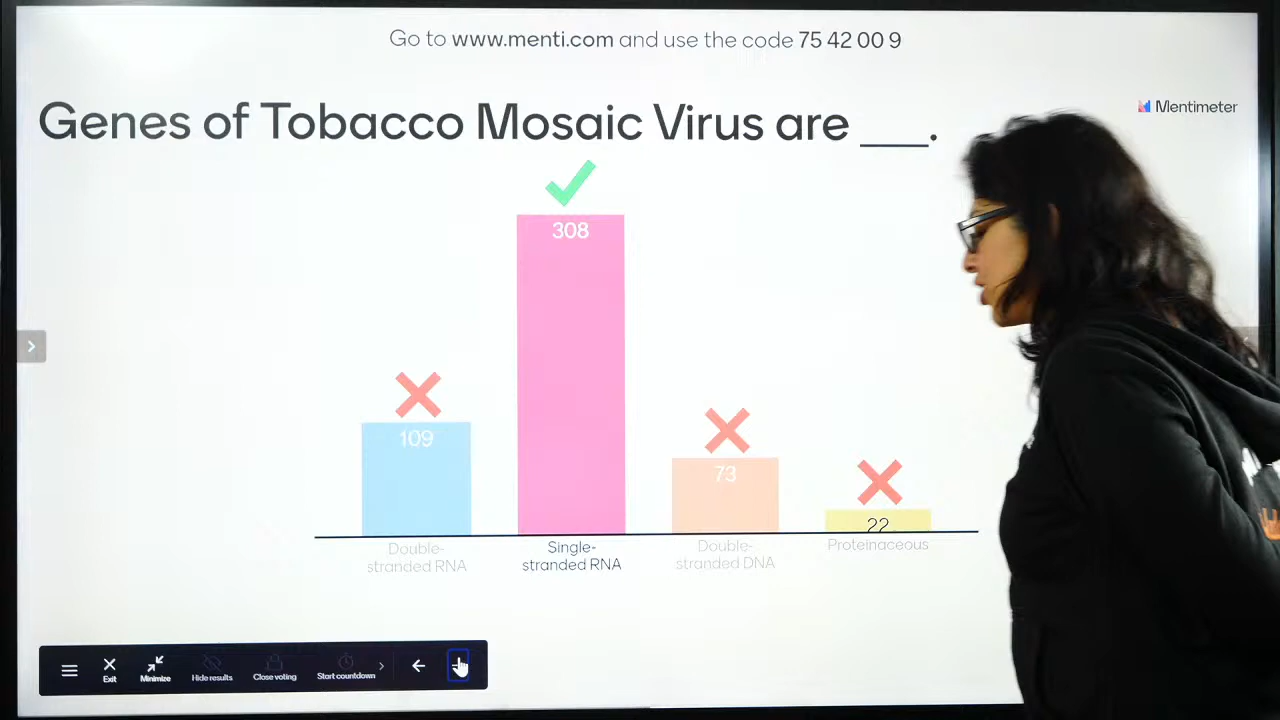 Go to www.menti.com and use the code 75 42 00 9
Genes of Tobacco Mosaic Virus are ___.
Mentimeter
308
109
73
22
Double-
stranded RNA
Single-
stranded RNA
Double-
stranded DNA
Proteinaceous
Exit
Minimize
Hide results
Close voting
Start countdown